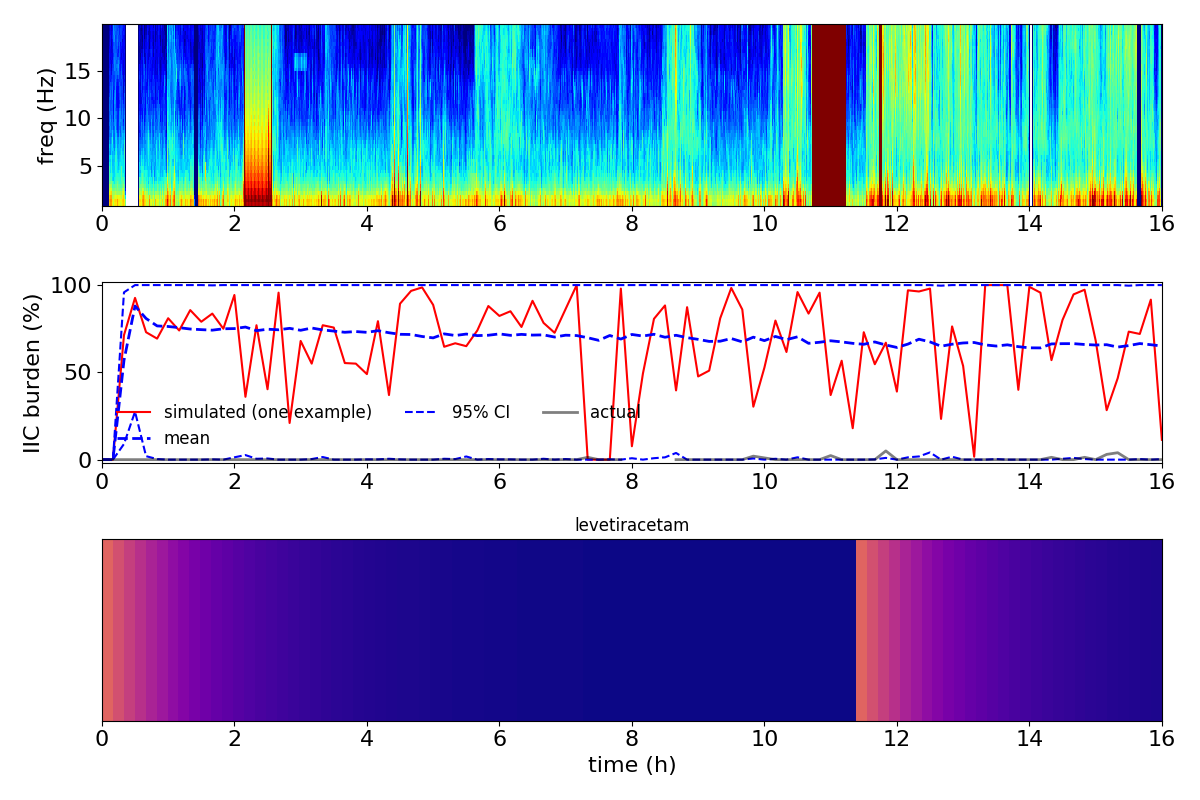 freq (Hz)
15
10
5
0 2 4 6 8 10 12 14 16
IIC burden (%)
100
50
0
simulated (one example) 95% CI actual
mean
0 2 4 6 8 10 12 14 16
levetiracetam
0 2 4 6 8 10 12 14 16
time (h)